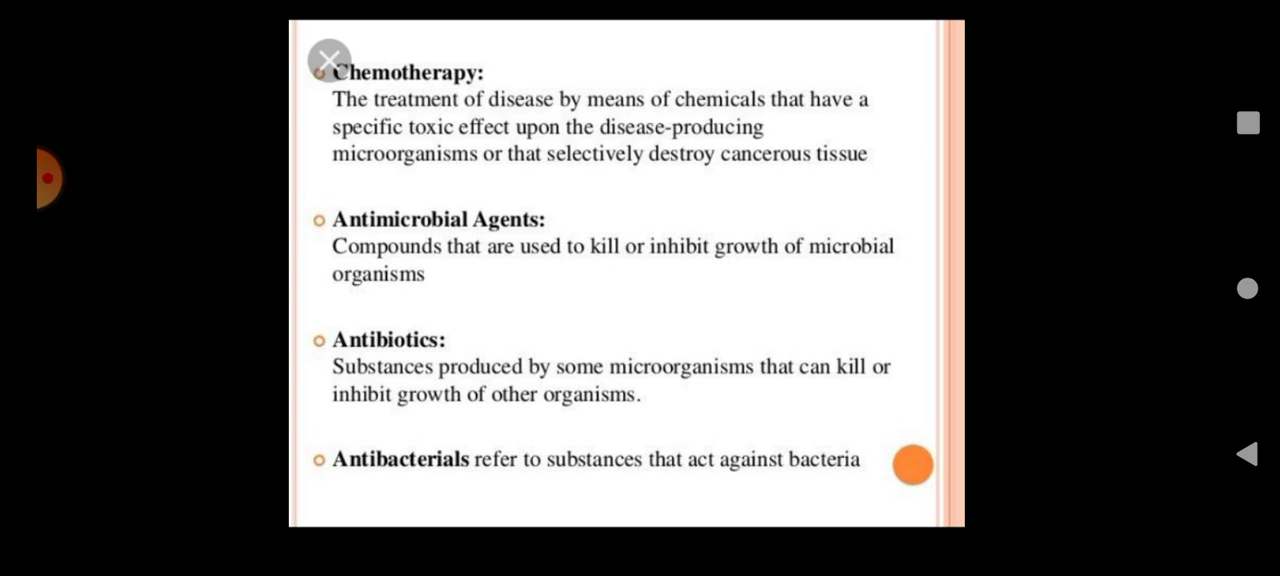 Chemotherapy:
The treatment of disease by means of chemicals that have a
specific toxic effect upon the disease-producing
microorganisms or that selectively destroy cancerous tissue
Antimicrobial Agents:
Compounds that are used to kill or inhibit growth of microbial
organisms
Antibiotics:
Substances produced by some microorganisms that can kill or
inhibit growth of other organisms.
Antibacterials refer to substances that act against bacteria